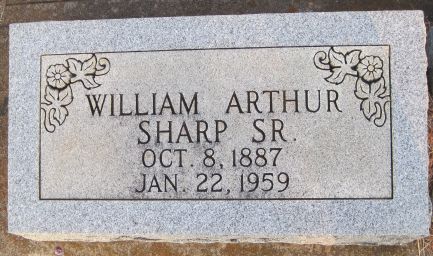 WILLIAM ARTHUR
SHARP SR.
OCT. 8, 1887
JAN. 22, 1959